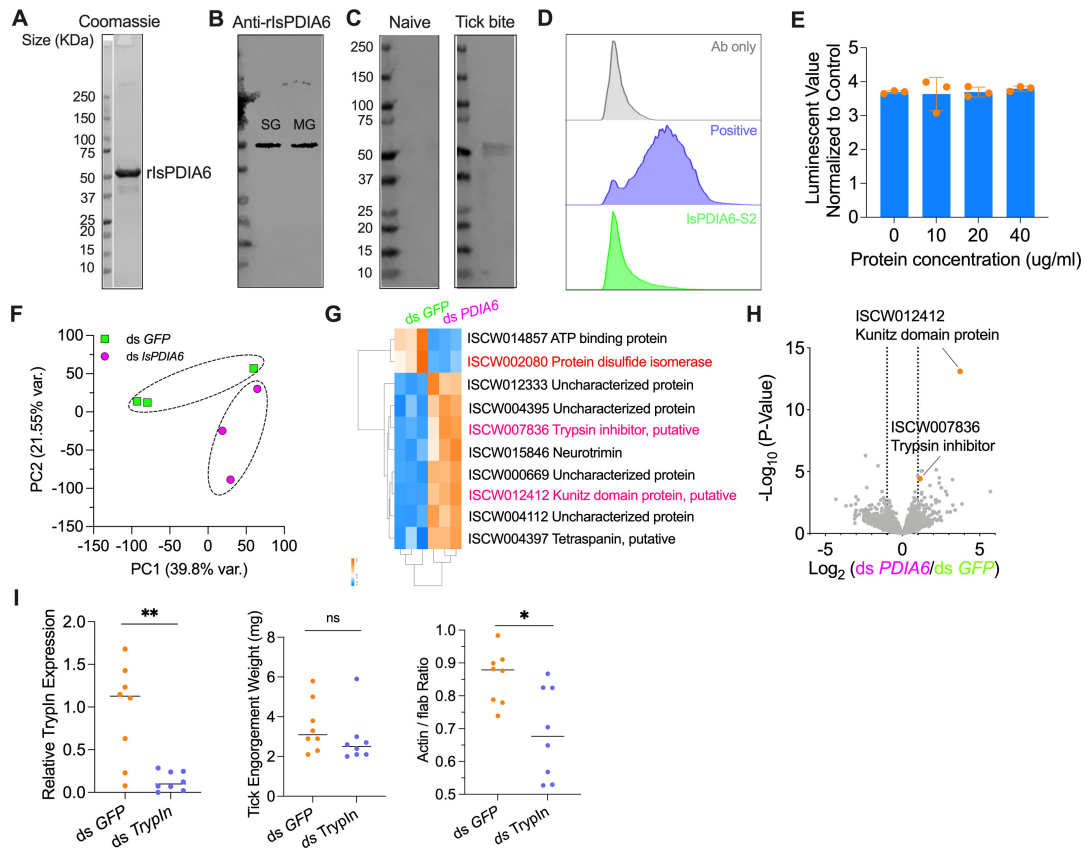 A
Coomassie
Size (KDa)
250
150
100
75
50
37
25
20
15
10
rIsPDIA6
B
Anti-rIsPDIA6
SG
MG
C
Naive
Tick bite
250
150
100
75
50
37
25
20
15
10
D
Ab only
Positive
IsPDIA6-S2
E
Luminescent Value
Normalized to Control
5
4
3
2
1
0
0 10 20 40
Protein concentration (ug/ml)
F
ds GFP
ds IsPDIA6
PC2 (21.55% var.)
100
50
0
-50
-100
-150
-150 -100 -50 0 50 100
PC1 (39.8% var.)
G
ds GFP
ds PDIA6
ISCW014857 ATP binding protein
ISCW002080 Protein disulfide isomerase
ISCW012333 Uncharacterized protein
ISCW004395 Uncharacterized protein
ISCW007836 Trypsin inhibitor, putative
ISCW015846 Neurotrimin
ISCW000669 Uncharacterized protein
ISCW012412 Kunitz domain protein, putative
ISCW004112 Uncharacterized protein
ISCW004397 Tetraspanin, putative
H
ISCW012412
Kunitz domain protein
ISCW007836
Trypsin inhibitor
-Log10 (P-Value)
15
10
5
0
-5 0 5
Log2 (ds PDIA6/ds GFP)
I
Relative TrypIn Expression
2.0
1.5
1.0
0.5
0.0
**
ds GFP
ds TrypIn
Tick Engorgement Weight (mg)
8
6
4
2
0
ns
ds GFP
ds TrypIn
Actin / flab Ratio
1.0
0.9
0.8
0.7
0.6
0.5
*
ds GFP
ds TrypIn